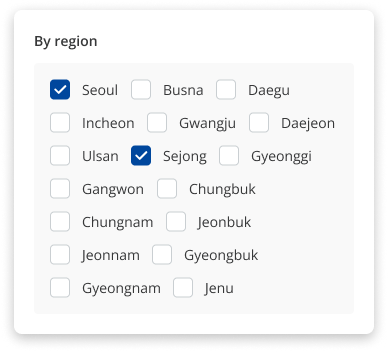 By region
Seoul Busna Daegu
Incheon Gwangju Daejeon
Ulsan Sejong Gyeonggi
Gangwon Chungbuk
Chungnam Jeonbuk
Jeonnam Gyeongbuk
Gyeongnam Jenu